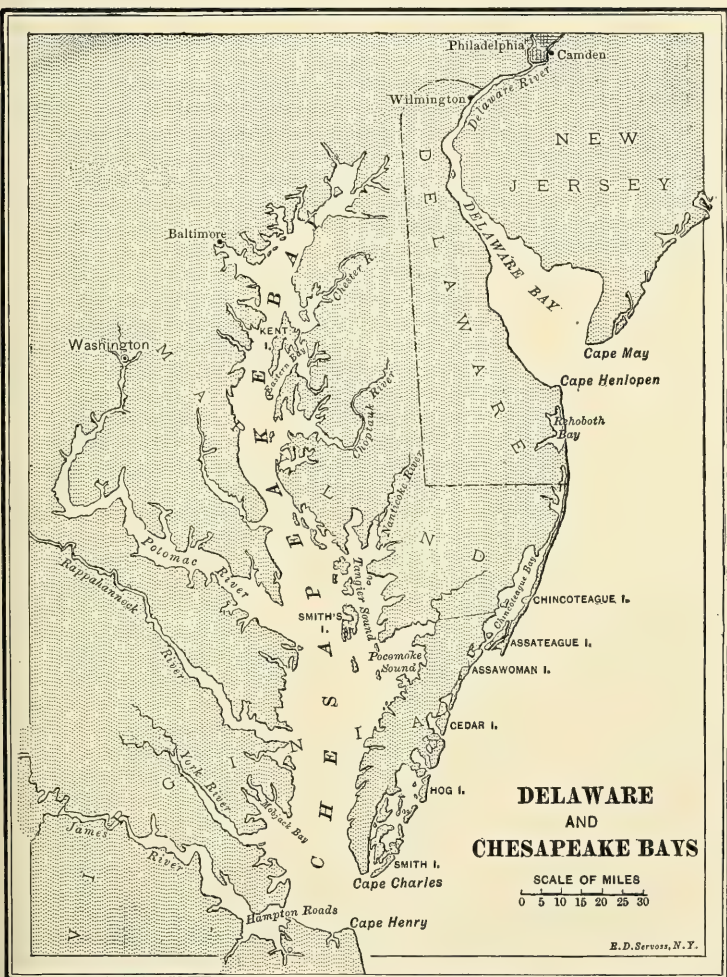 Philadelphia
Camden
Wilmington
Delaware River
NEW
JERSEY
DELAWARE
DELAWARE BAY
Baltimore
Chester R.
KENT
I.
Eastern Bay
Washington
MARYLAND
Cape May
Cape Henlopen
Rehoboth
Bay
Choptauk River
Nanticoke River
CHESAPEAKE BAY
Potomac River
Rappahannock
River
Tangier Sound
SMITH'S
I.
Chincoteague Bay
CHINCOTEAGUE I.
ASSATEAGUE I.
Pocomoke
Sound
ASSAWOMAN I.
CEDAR I.
VIRGINIA
York River
Mobjack Bay
HOG I.
James
River
SMITH I.
Cape Charles
Hampton Roads
Cape Henry
DELAWARE
AND
CHESAPEAKE BAYS
SCALE OF MILES
0 5 10 15 20 25 30
E.D.Servoss, N.Y.